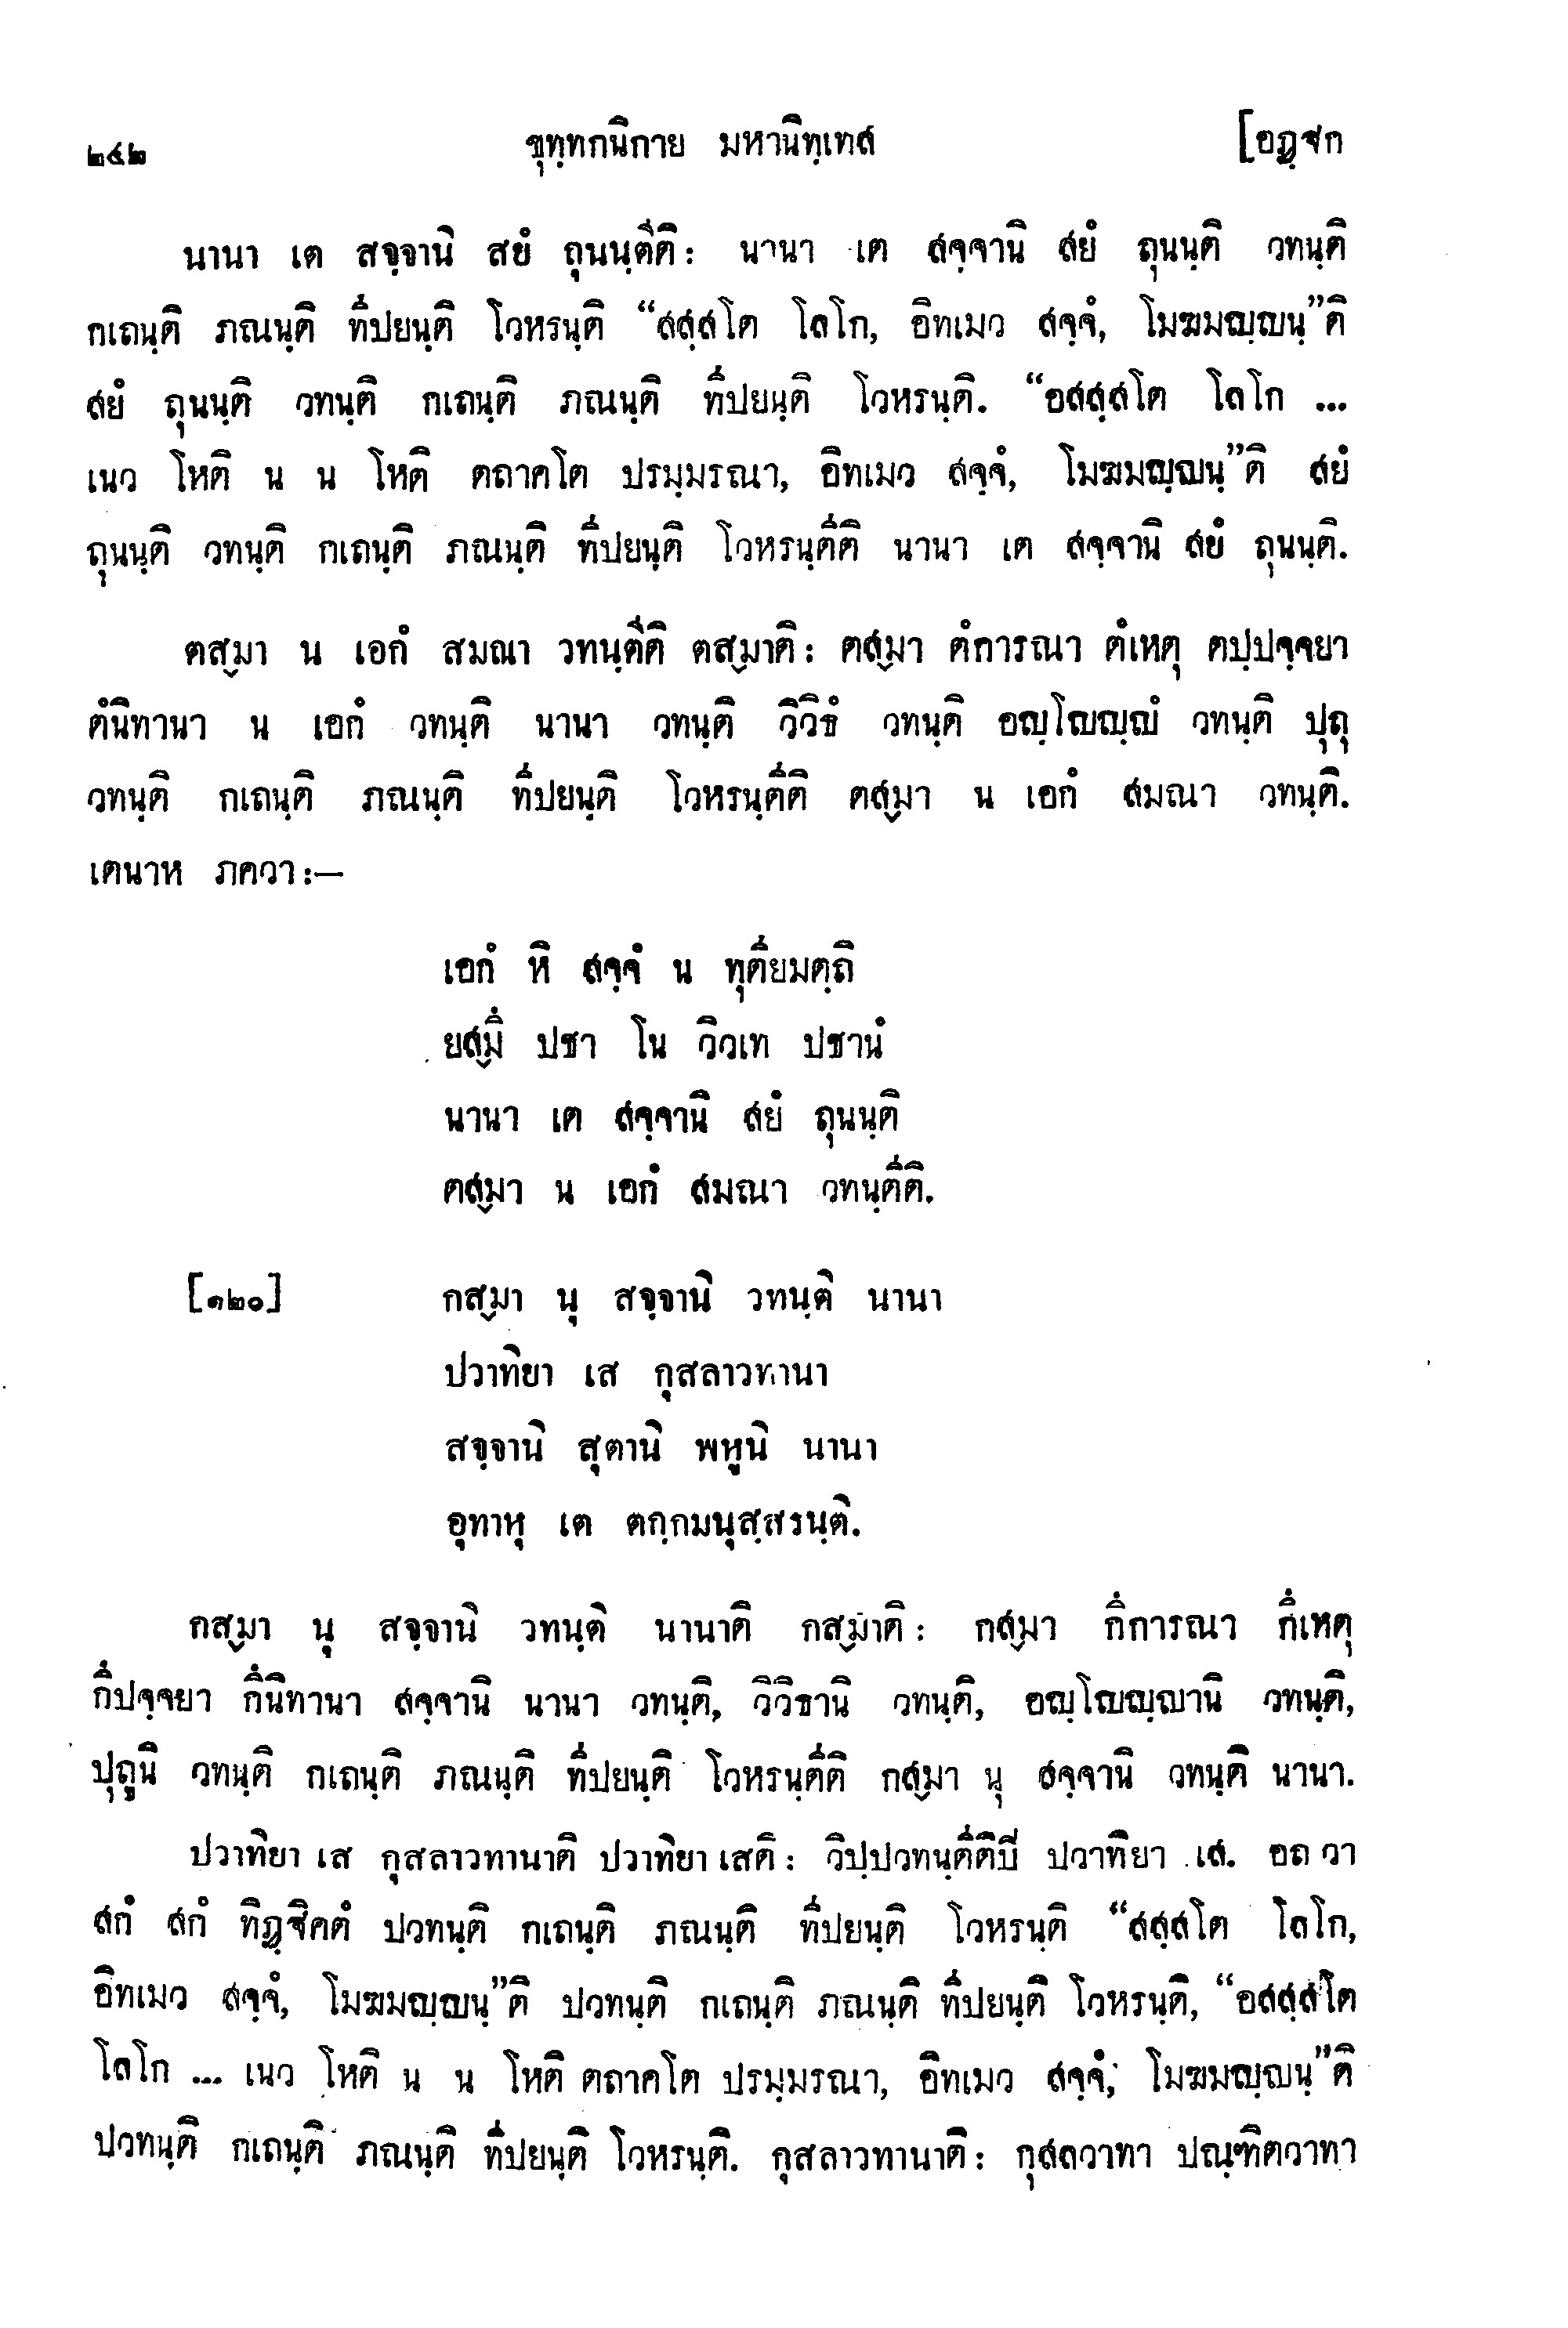 ๒๔๒ ขุทฺทกนิกาย มหานิทฺเทส [อฏฺฐก
นานา เต สจฺจานิ สยํ ถุนนฺตีติ: นานา เต สจฺจานิ สยํ ถุนนฺติ วทนฺติ
กเถนฺติ ภณนฺติ ทีปยนฺติ โวหรนฺติ “สสฺสโต โลโก, อิทเมว สจฺจํ, โมฆมญฺญนฺ”ติ
สยํ ถุนนฺติ วทนฺติ กเถนฺติ ภณนฺติ ทีปยนฺติ โวหรนฺติ. “อสสฺสโต โลโก ...
เนว โหติ น น โหติ ตถาคโต ปรมฺมรณา, อิทเมว สจฺจํ, โมฆมญฺญนฺ”ติ สยํ
ถุนนฺติ วทนฺติ กเถนฺติ ภณนฺติ ทีปยนฺติ โวหรนฺตีติ นานา เต สจฺจานิ สยํ ถุนนฺติ.
ตสฺมา น เอกํ สมณา วทนฺตีติ ตสฺมาติ: ตสฺมา ตํการณา ตํเหตุ ตปฺปจฺจยา
ตํนิทานา น เอกํ วทนฺติ นานา วทนฺติ วิวิธํ วทนฺติ อญฺโญญฺญํ วทนฺติ ปุถุ
วทนฺติ กเถนฺติ ภณนฺติ ทีปยนฺติ โวหรนฺตีติ ตสฺมา น เอกํ สมณา วทนฺติ.
เตนาห ภควา:—
เอกํ หิ สจฺจํ น ทุตียมตฺถิ
ยสฺมึ ปชา โน วิวเท ปชานํ
นานา เต สจฺจานิ สยํ ถุนนฺติ
ตสฺมา น เอกํ สมณา วทนฺตีติ.
[๑๒๐] กสฺมา นุ สจฺจานิ วทนฺติ นานา
ปวาทิยา เส กุสลาวทานา
สจฺจานิ สุตานิ พหูนิ นานา
อุทาหุ เต ตกฺกมนุสฺสรนฺติ.
กสฺมา นุ สจฺจานิ วทนฺติ นานาติ กสฺมาติ: กสฺมา กึการณา กึเหตุ
กึปจฺจยา กึนิทานา สจฺจานิ นานา วทนฺติ, วิวิธานิ วทนฺติ, อญฺโญญฺญานิ วทนฺติ,
ปุถูนิ วทนฺติ กเถนฺติ ภณนฺติ ทีปยนฺติ โวหรนฺตีติ กสฺมา นุ สจฺจานิ วทนฺติ นานา.
ปวาทิยา เส กุสลาวทานาติ ปวาทิยา เสติ: วิปฺปวทนฺตีติปี ปวาทิยา เส. อถ วา
สกํ สกํ ทิฏฺฐิคตํ ปวทนฺติ กเถนฺติ ภณนฺติ ทีปยนฺติ โวหรนฺติ “สสฺสโต โลโก,
อิทเมว สจฺจํ, โมฆมญฺญนฺ”ติ ปวทนฺติ กเถนฺติ ภณนฺติ ทีปยนฺติ โวหรนฺติ, “อสสฺสโต
โลโก ... เนว โหติ น น โหติ ตถาคโต ปรมฺมรณา, อิทเมว สจฺจํ, โมฆมญฺญนฺ”ติ
ปวทนฺติ กเถนฺติ ภณนฺติ ทีปยนฺติ โวหรนฺติ. กุสลาวทานาติ: กุสลวาทา ปณฺฑิตวาทา